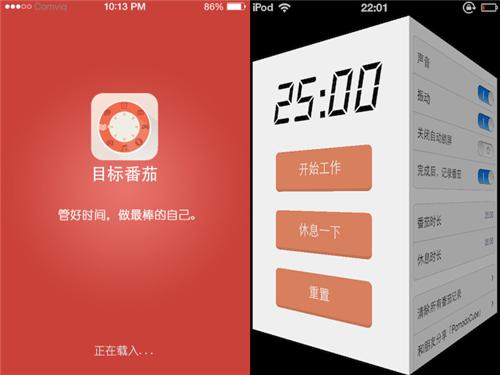 Comviq 10:13 PM 86%
目标番茄
管好时间，做最棒的自己。
正在载入...
iPod 22:01
25:00
开始工作
休息一下
重置
声音
振动
关闭自动锁屏
完成后，记录番茄
番茄时长 25:00
休息时长 05:00
清除所有番茄记录
和朋友分享「PomodoCube」